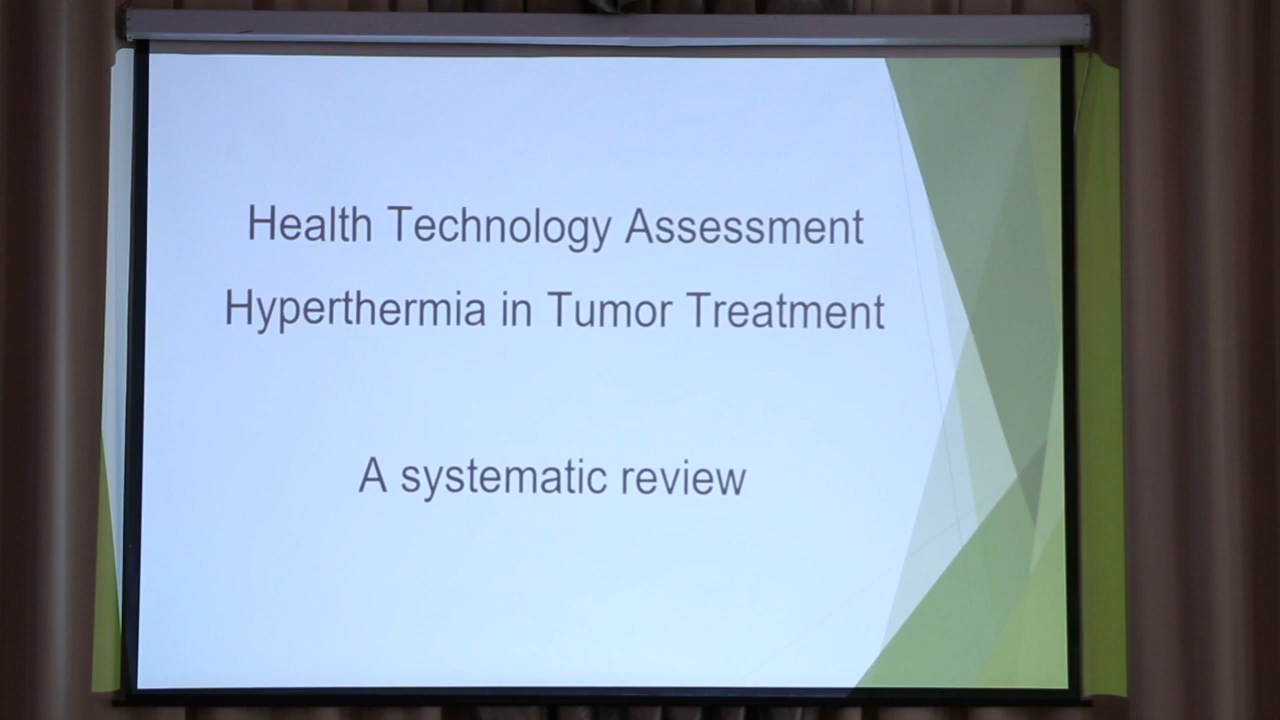 Health Technology Assessment
Hyperthermia in Tumor Treatment
A systematic review